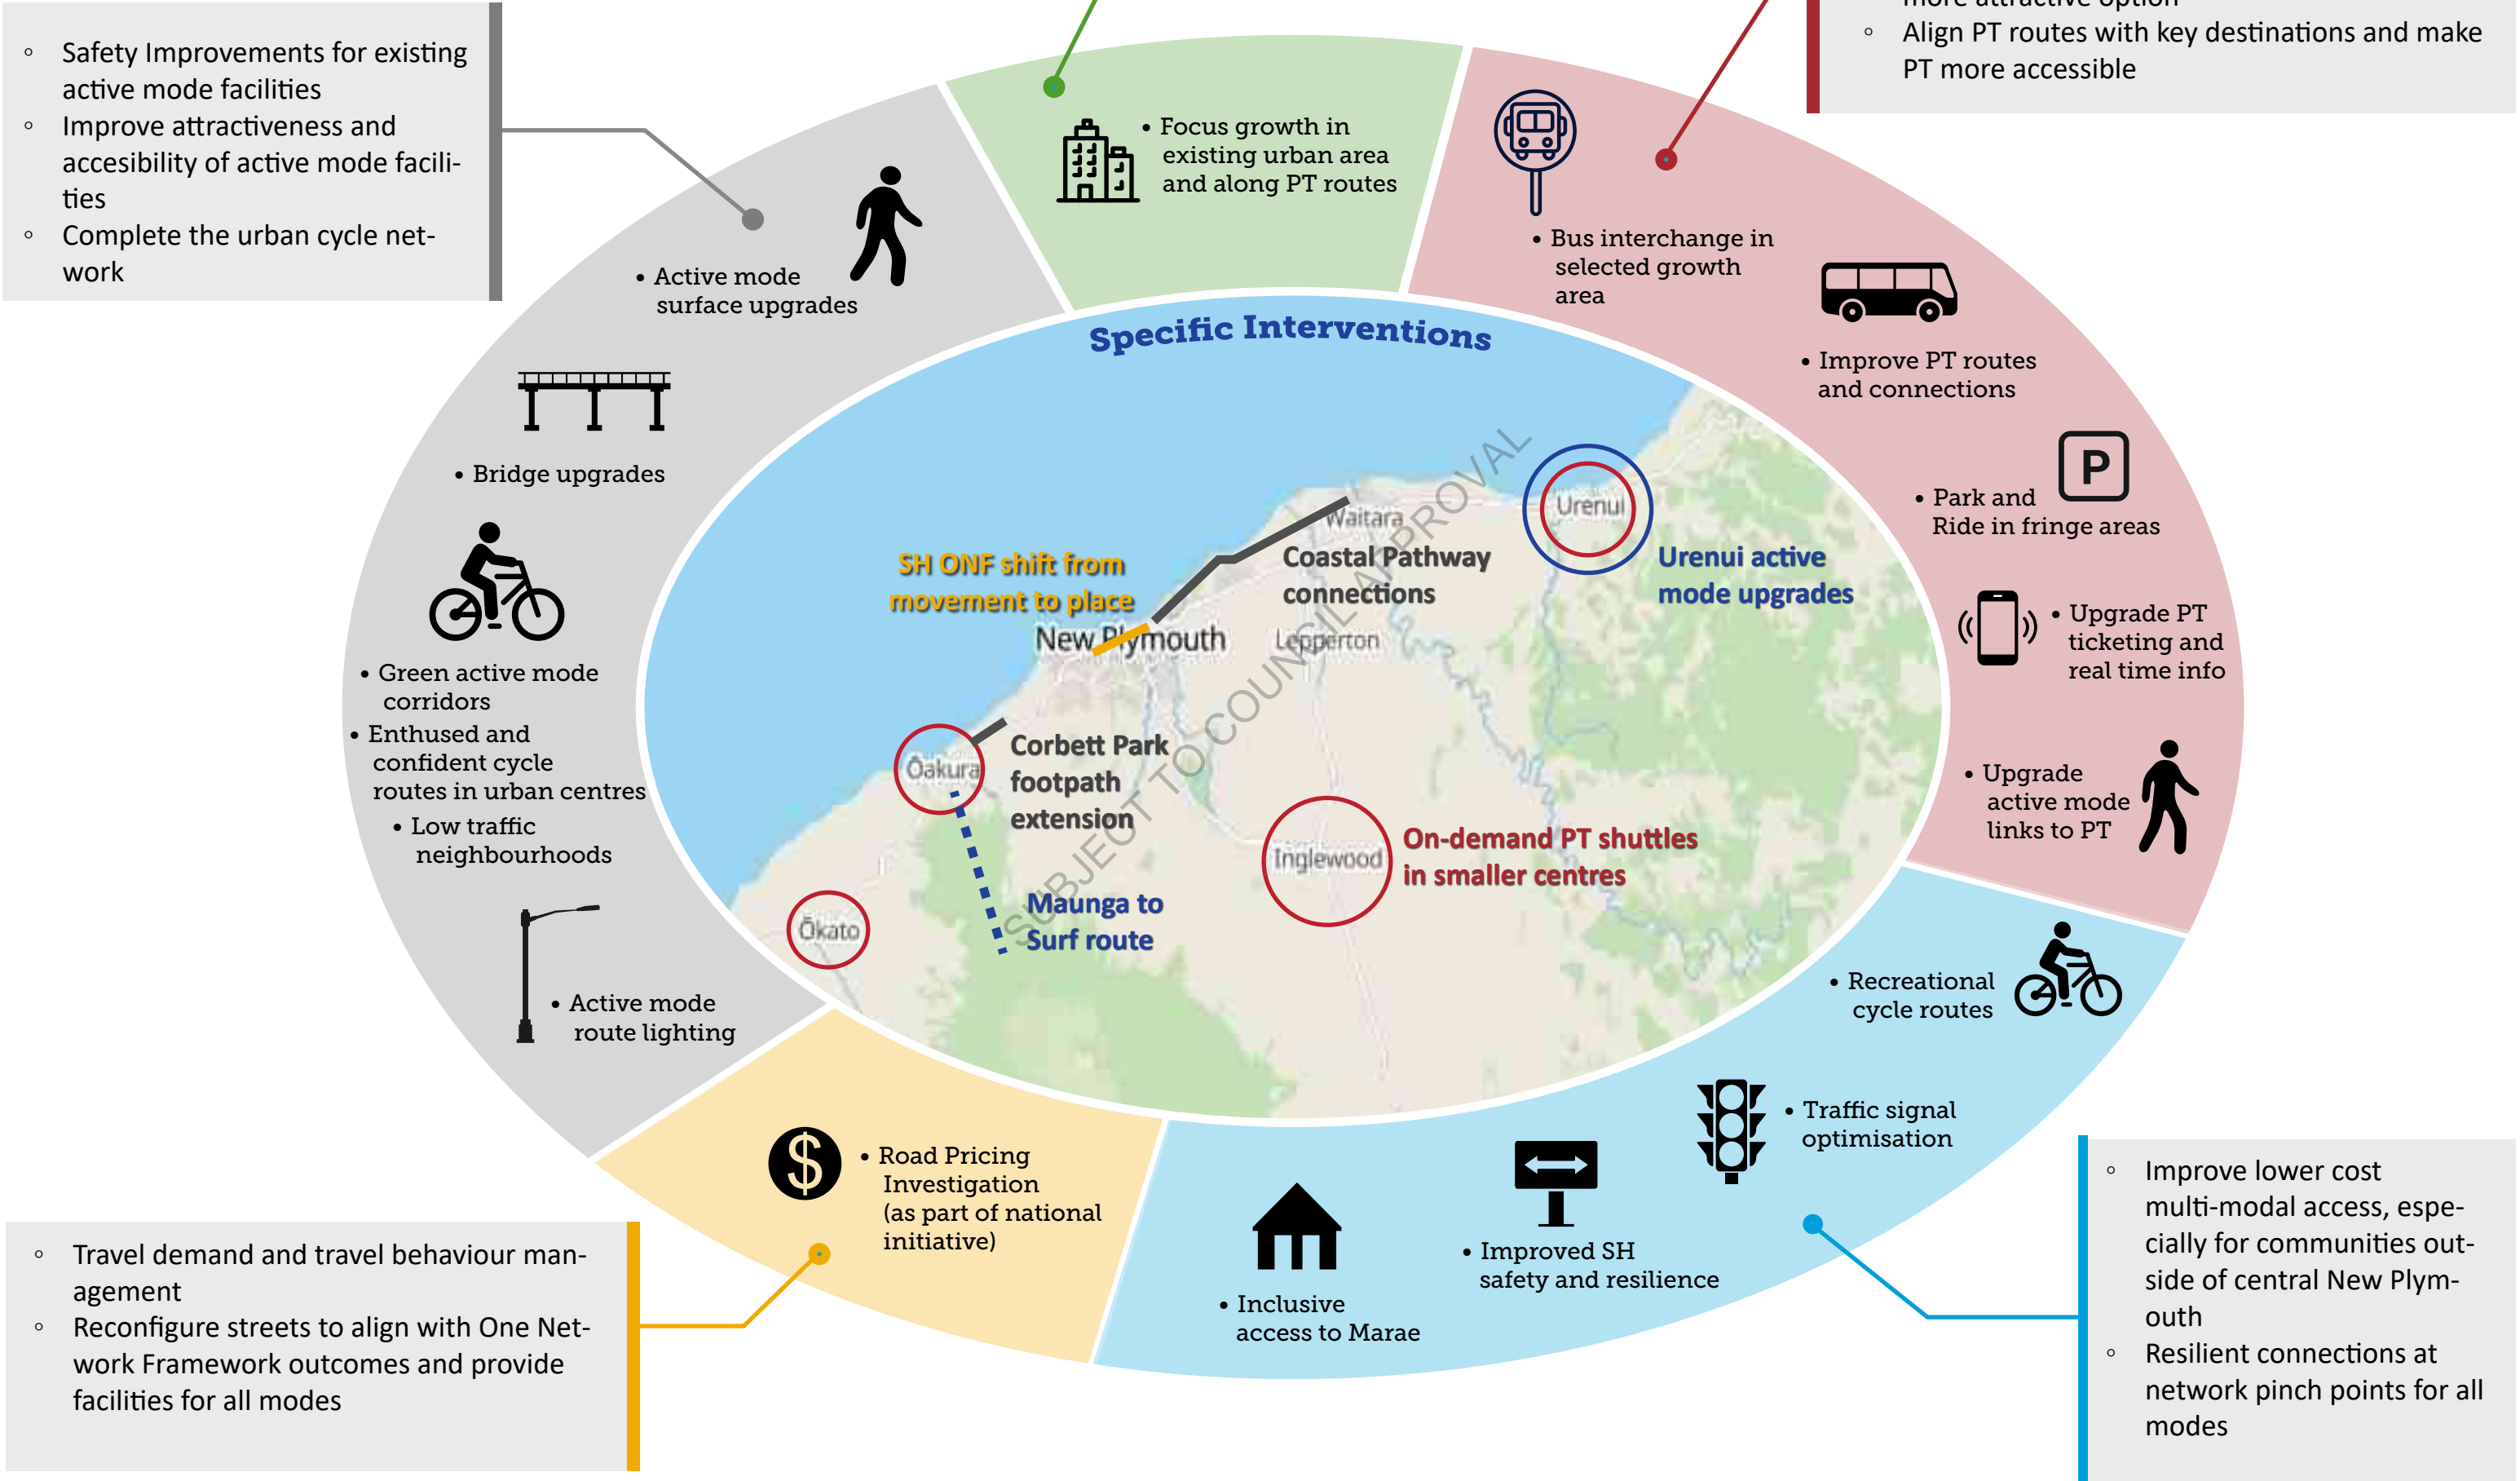 Safety Improvements for existing
active mode facilities
Improve attractiveness and
accesibility of active mode facili-
ties
Complete the urban cycle net-
work
more attractive option
Align PT routes with key destinations and make
PT more accessible
• Focus growth in
existing urban area
and along PT routes
• Bus interchange in
selected growth
area
• Improve PT routes
and connections
P
• Park and
Ride in fringe areas
• Upgrade PT
ticketing and
real time info
• Upgrade
active mode
links to PT
• Active mode
surface upgrades
• Bridge upgrades
• Green active mode
corridors
• Enthused and
confident cycle
routes in urban centres
• Low traffic
neighbourhoods
• Active mode
route lighting
Specific Interventions
Waitara
Urenui
SH ONF shift from
movement to place
Coastal Pathway
connections
Urenui active
mode upgrades
New Plymouth
Lepperton
Ōakura
Corbett Park
footpath
extension
Inglewood
On-demand PT shuttles
in smaller centres
Maunga to
Surf route
Ōkato
SUBJECT TO COUNCIL APPROVAL
• Recreational
cycle routes
• Traffic signal
optimisation
• Improved SH
safety and resilience
• Inclusive
access to Marae
$
• Road Pricing
Investigation
(as part of national
initiative)
Travel demand and travel behaviour man-
agement
Reconfigure streets to align with One Net-
work Framework outcomes and provide
facilities for all modes
Improve lower cost
multi-modal access, espe-
cially for communities out-
side of central New Plym-
outh
Resilient connections at
network pinch points for all
modes